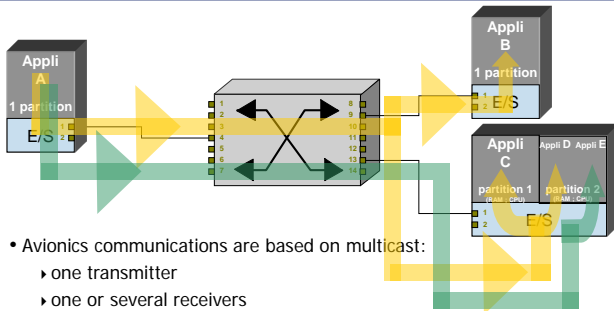 Appli
A
1 partition
E/S
1
2
1
2
3
4
5
6
7
8
9
10
11
12
13
14
Appli
B
1 partition
1
2
E/S
Appli
C
partition 1
(RAM ; CPU)
Appli D Appli E
partition 2
(RAM ; CPU)
1
2
E/S
• Avionics communications are based on multicast:
▸ one transmitter
▸ one or several receivers